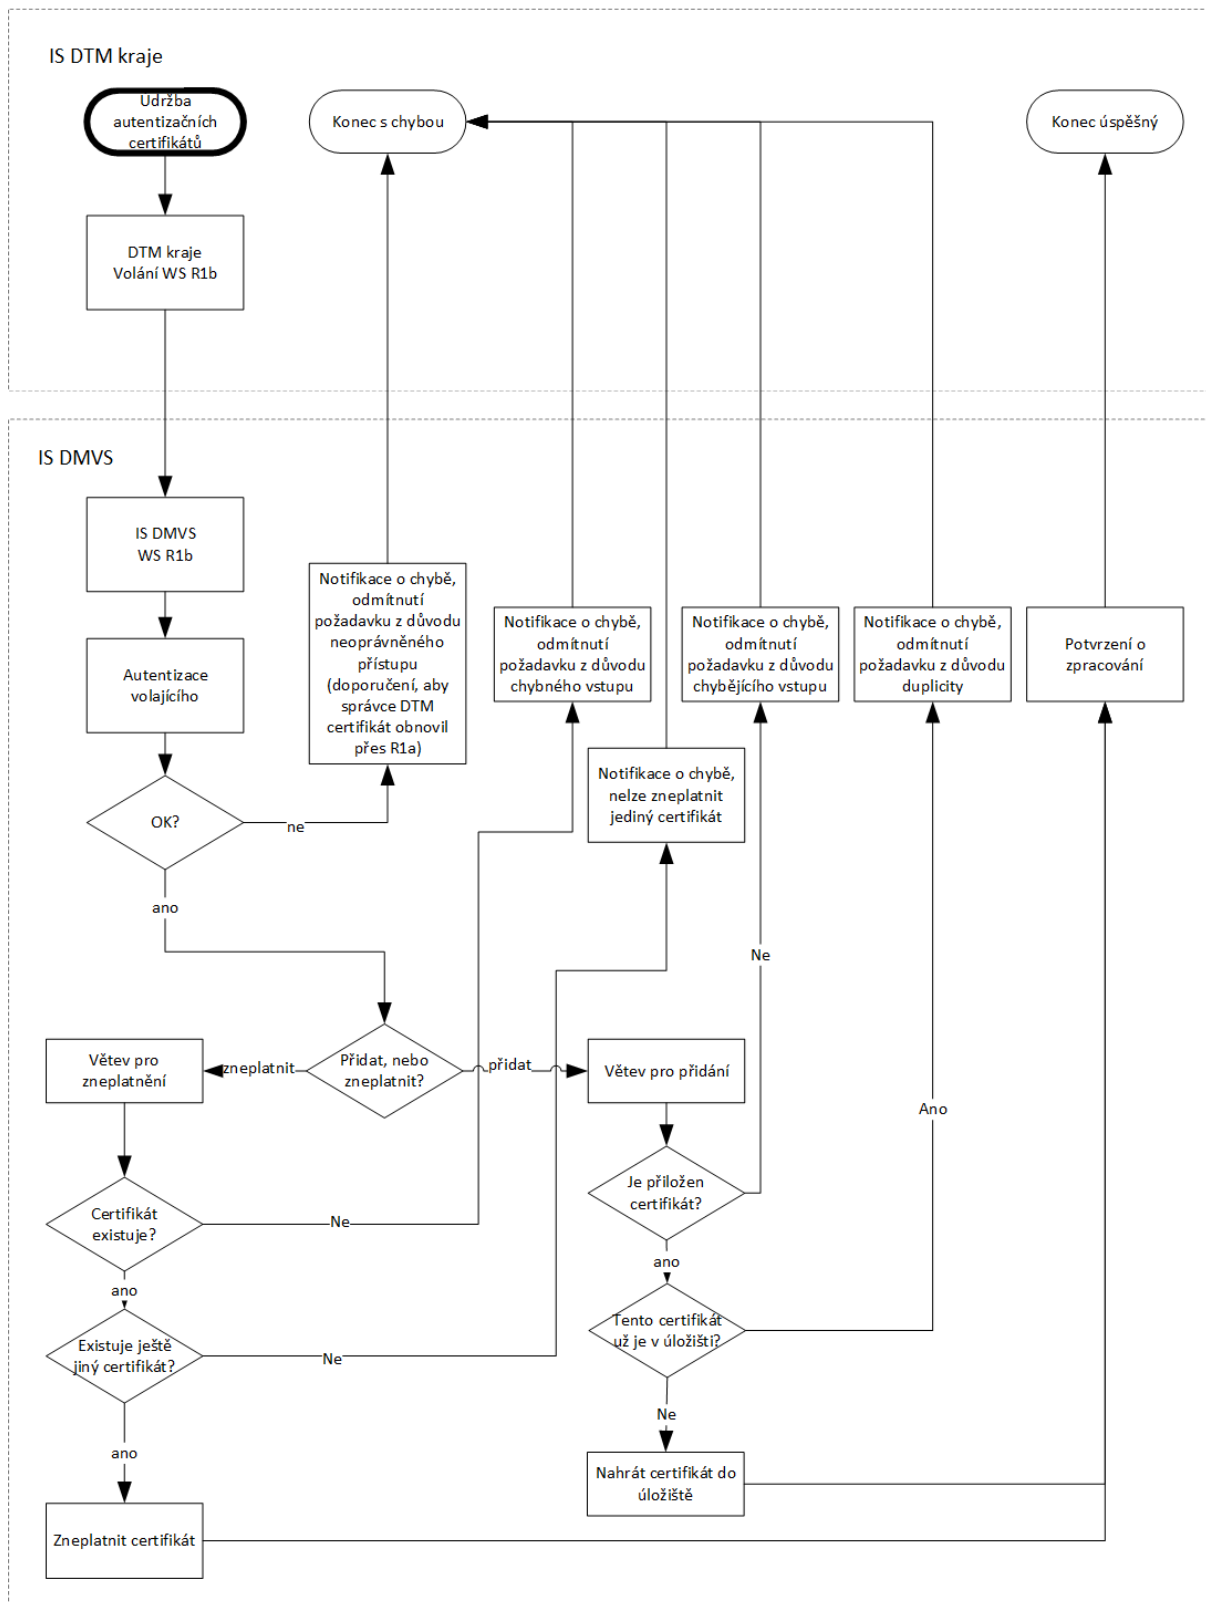 IS DTM kraje
Údržba
autentizačních
certifikátů
Konec s chybou
Konec úspěšný
DTM kraje
Volání WS R1b
IS DMVS
IS DMVS
WS R1b
Autentizace
volajícího
OK?
ne
ano
Notifikace o chybě,
odmítnutí
požadavku z důvodu
neoprávněného
přístupu
(doporučení, aby
správce DTM
certifikát obnovil
přes R1a)
Notifikace o chybě,
odmítnutí
požadavku z důvodu
chybného vstupu
Notifikace o chybě,
odmítnutí
požadavku z důvodu
chybějícího vstupu
Notifikace o chybě,
odmítnutí
požadavku z důvodu
duplicity
Potvrzení o
zpracování
Notifikace o chybě,
nelze zneplatnit
jediný certifikát
Ne
Větev pro
zneplatnění
zneplatnit
Přidat, nebo
zneplatnit?
přidat
Větev pro přidání
Ano
Certifikát
existuje?
Ne
ano
Je přiložen
certifikát?
ano
Existuje ještě
jiný certifikát?
Ne
ano
Tento certifikát
už je v úložišti?
Ne
Nahrát certifikát do
úložiště
Zneplatnit certifikát